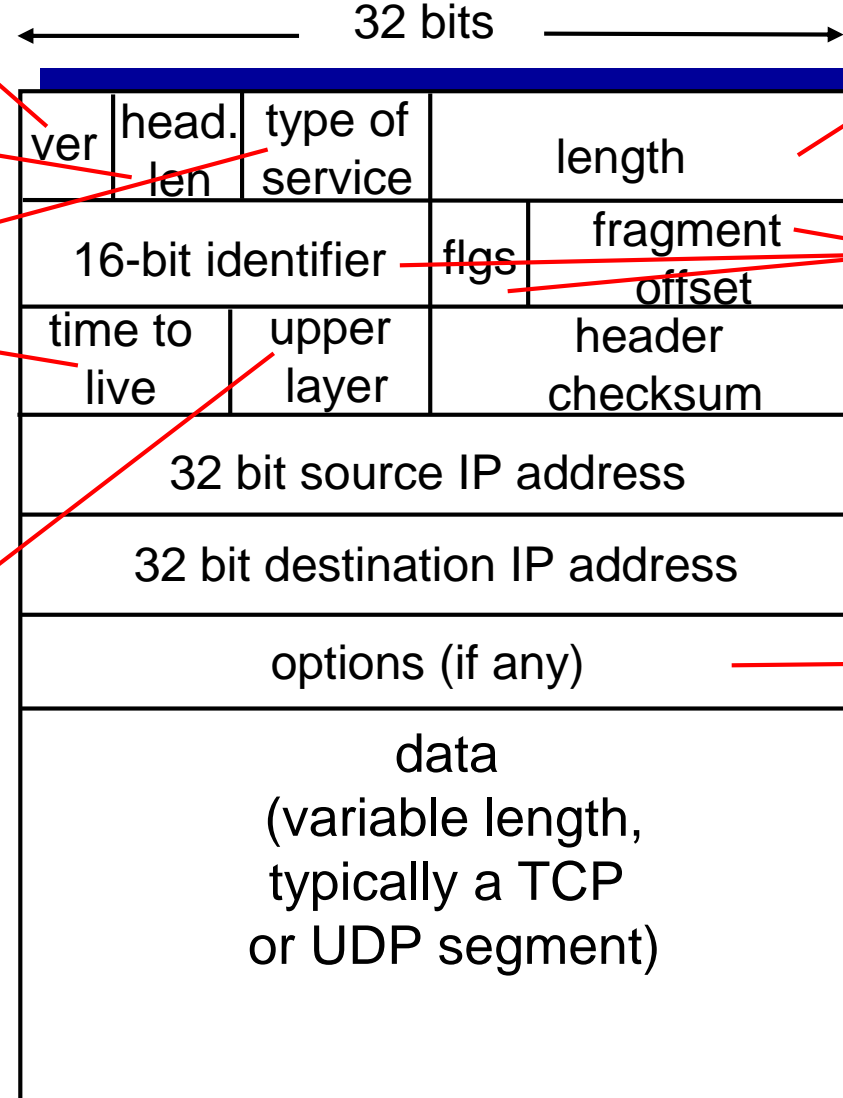 32 bits
ver head. len type of service length
16-bit identifier flgs fragment offset
time to live upper layer header checksum
32 bit source IP address
32 bit destination IP address
options (if any)
data
(variable length,
typically a TCP
or UDP segment)